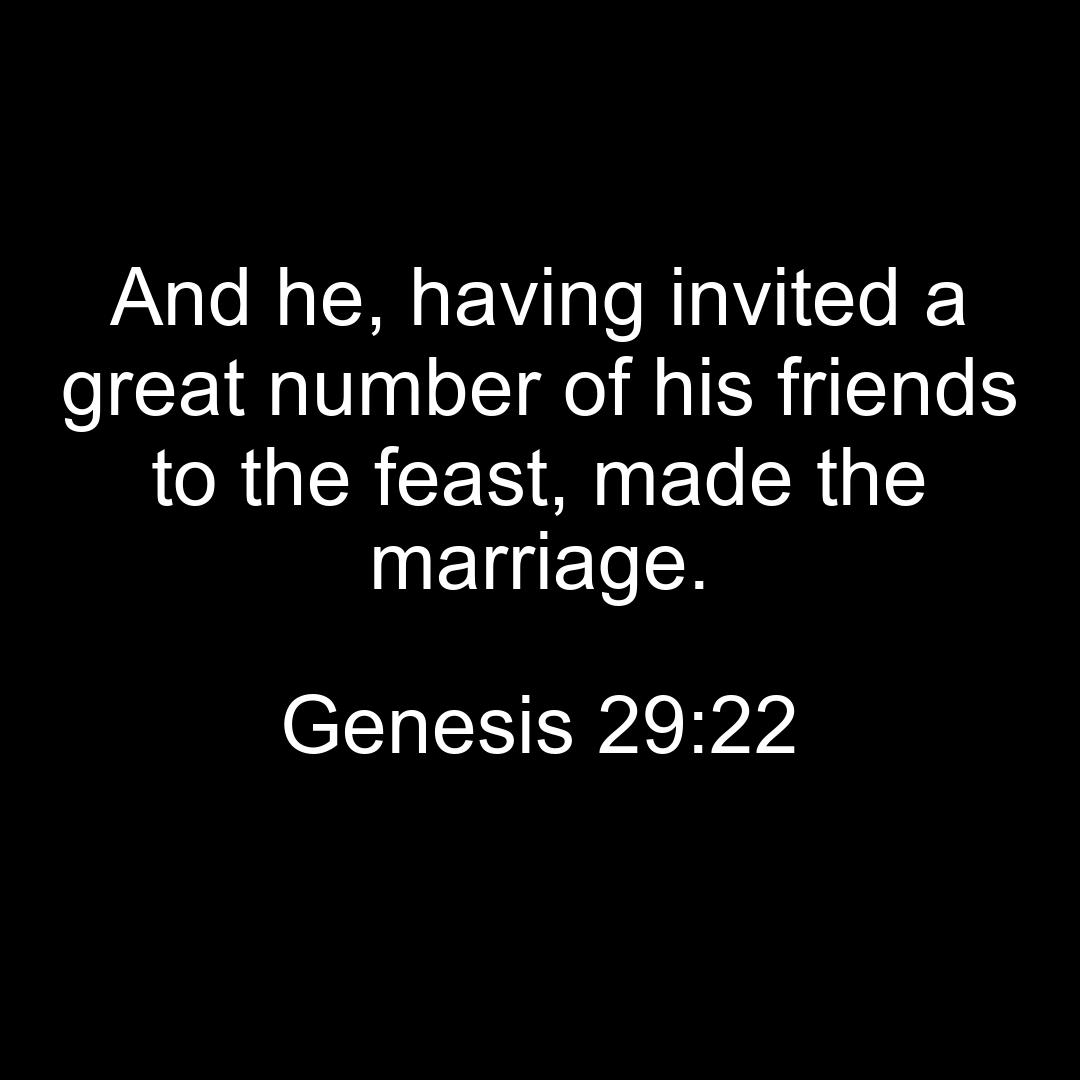 And he, having invited a
great number of his friends
to the feast, made the
marriage.
Genesis 29:22